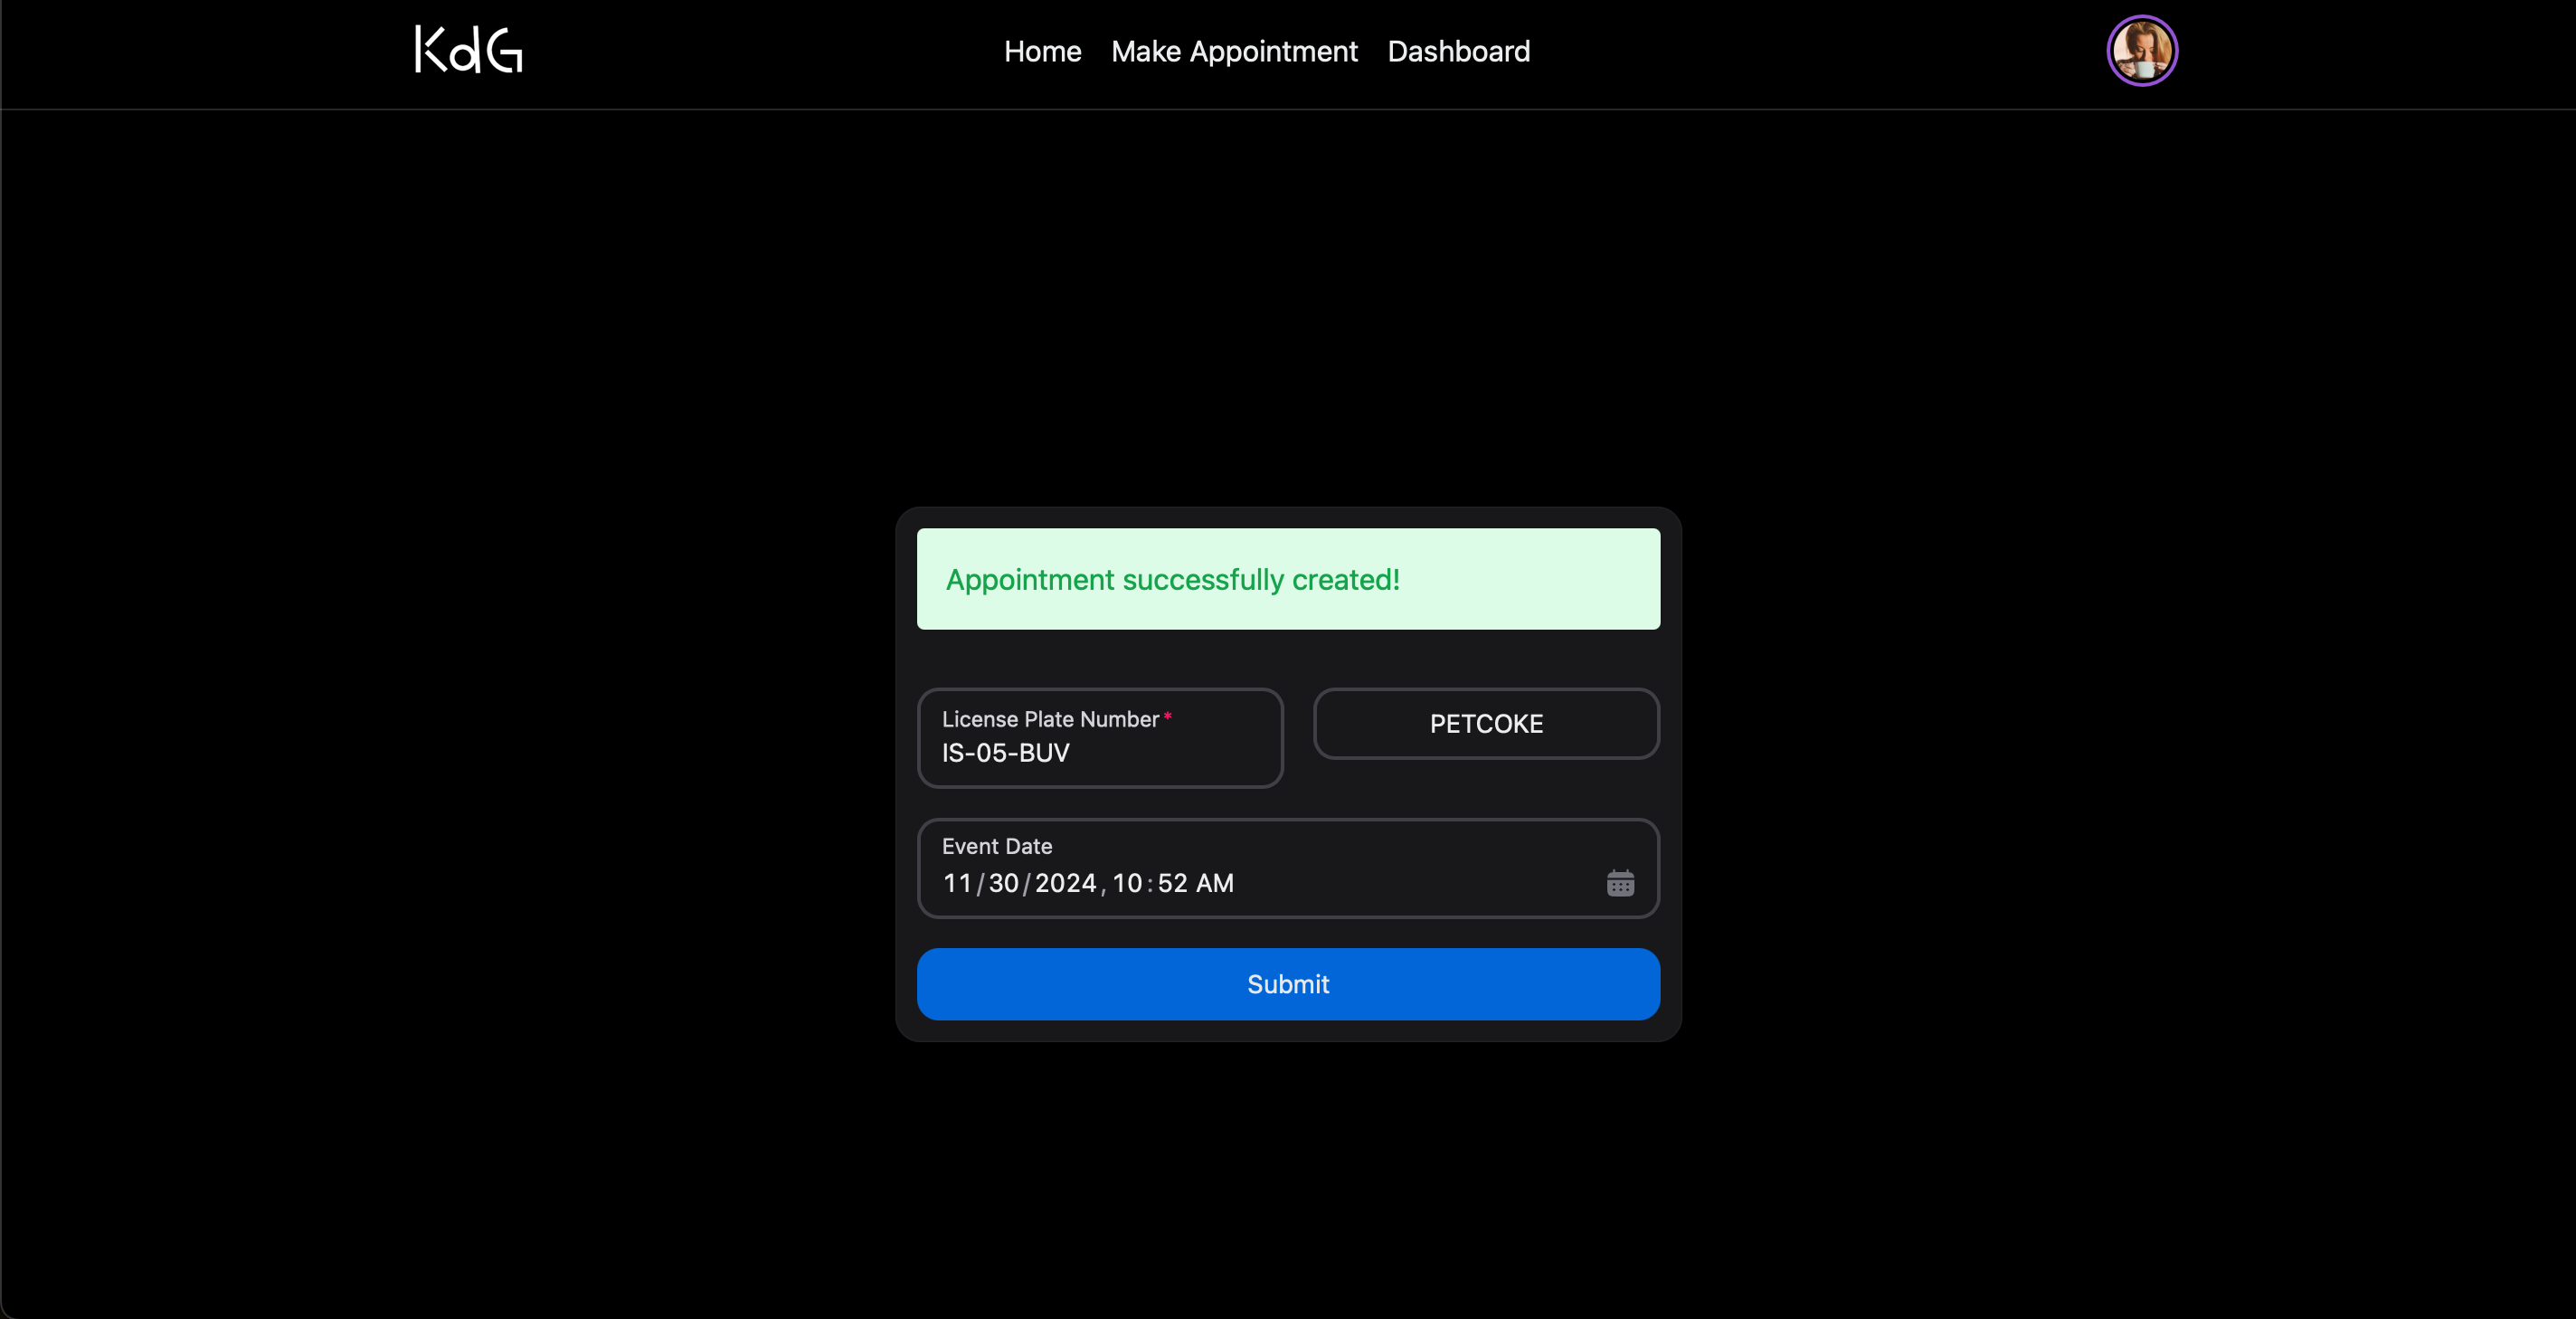 KdG
Home Make Appointment Dashboard
Appointment successfully created!
License Plate Number*
IS-05-BUV
PETCOKE
Event Date
11/30/2024, 10:52 AM
Submit